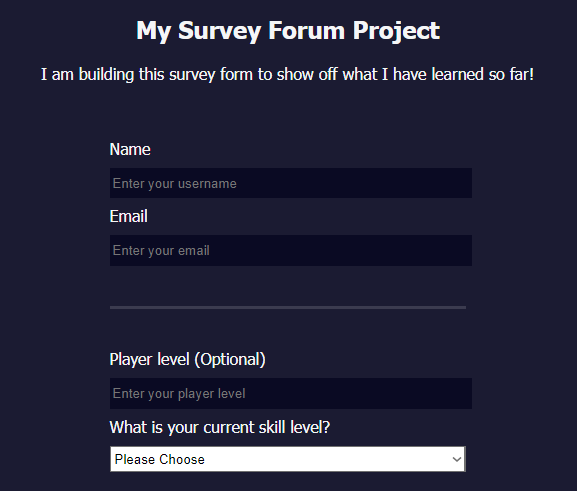 My Survey Forum Project
I am building this survey form to show off what I have learned so far!
Name
Enter your username
Email
Enter your email
Player level (Optional)
Enter your player level
What is your current skill level?
Please Choose